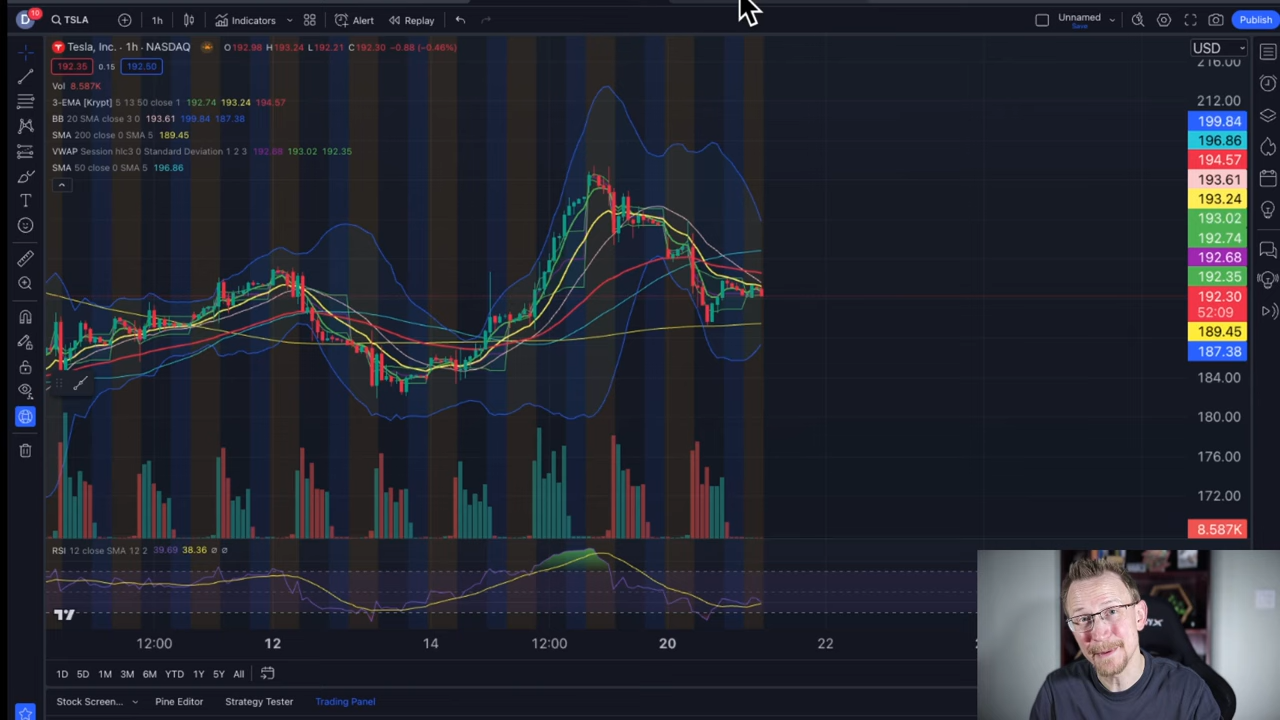 D 10 TSLA 1h Indicators Alert Replay Unnamed Save Publish
Tesla, Inc. · 1h · NASDAQ O192.98 H193.24 L192.21 C192.30 −0.88 (−0.46%)
192.35 0.15 192.50
Vol 8.587K
3-EMA [Krypt] 5 13 50 close 1 192.74 193.24 194.57
BB 20 SMA close 3 0 193.61 199.84 187.38
SMA 200 close 0 SMA 5 189.45
VWAP Session hlc3 0 Standard Deviation 1 2 3 192.68 193.02 192.35
SMA 50 close 0 SMA 5 196.86
USD
216.00
212.00
199.84
196.86
194.57
193.61
193.24
193.02
192.74
192.68
192.35
192.30
52:09
189.45
187.38
184.00
180.00
176.00
172.00
8.587K
RSI 12 close SMA 12 2 39.69 38.36 ∅ ∅
12:00 12 14 12:00 20 22
1D 5D 1M 3M 6M YTD 1Y 5Y All
Stock Screen... Pine Editor Strategy Tester Trading Panel